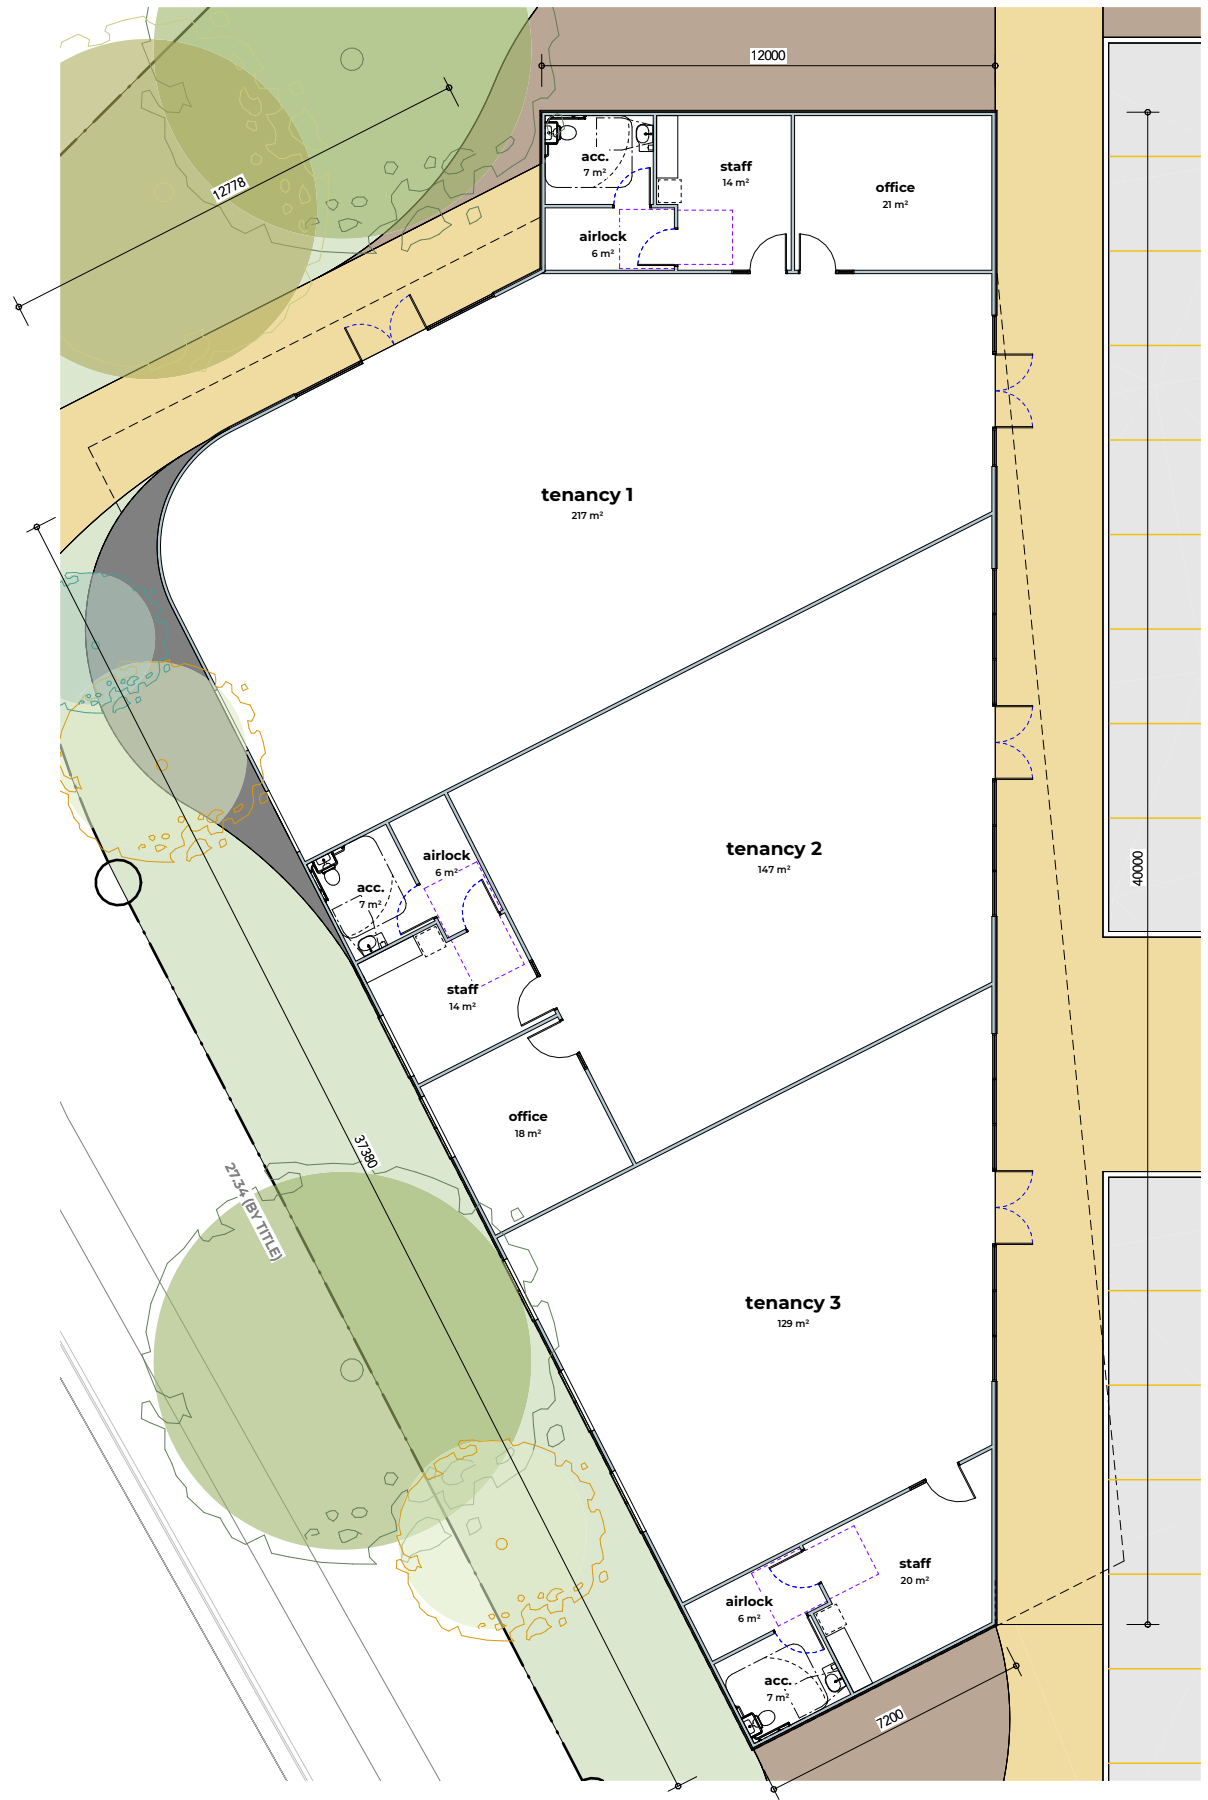 12000
12778
acc.
7 m²
staff
14 m²
office
21 m²
airlock
6 m²
tenancy 1
217 m²
tenancy 2
147 m²
airlock
6 m²
acc.
7 m²
40000
staff
14 m²
office
18 m²
37380
27.34 (BY TITLE)
tenancy 3
129 m²
staff
20 m²
airlock
6 m²
acc.
7 m²
7200